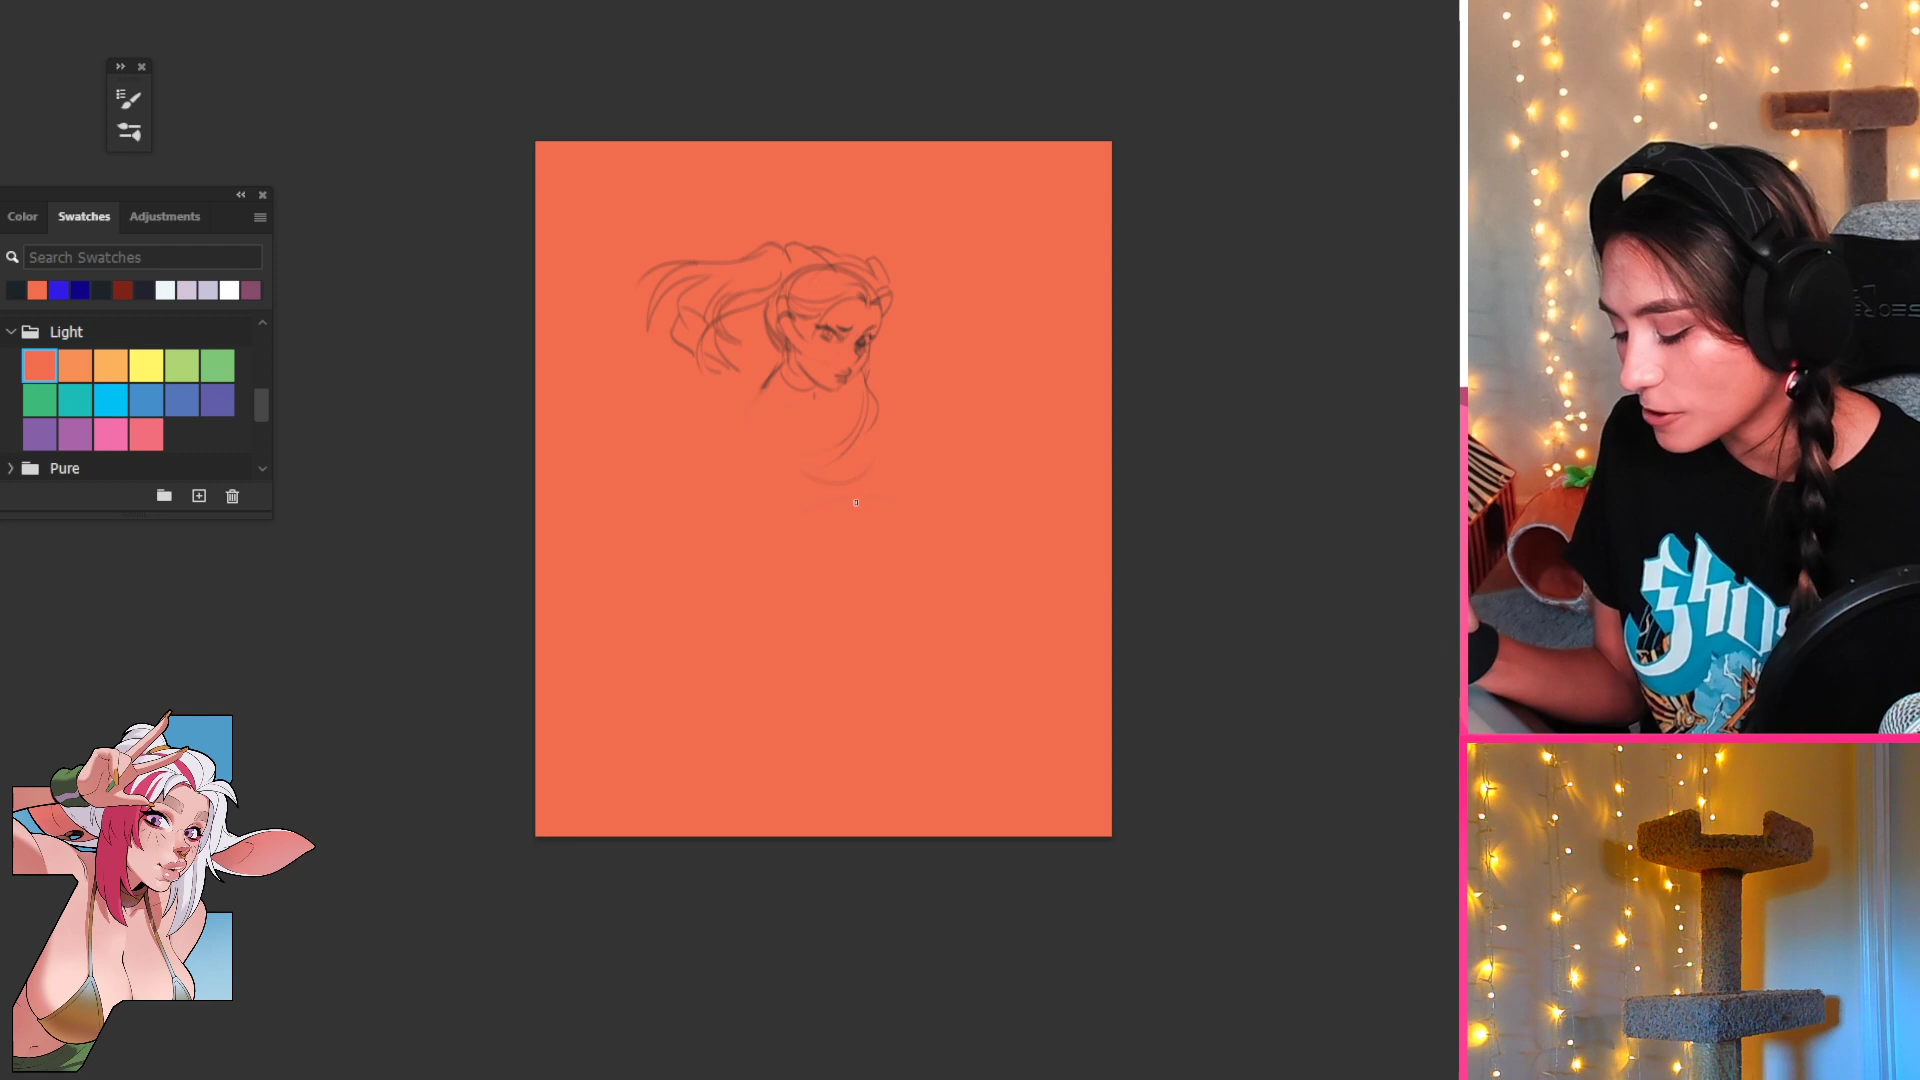 Color
Swatches
Adjustments
Search Swatches
Light
Pure